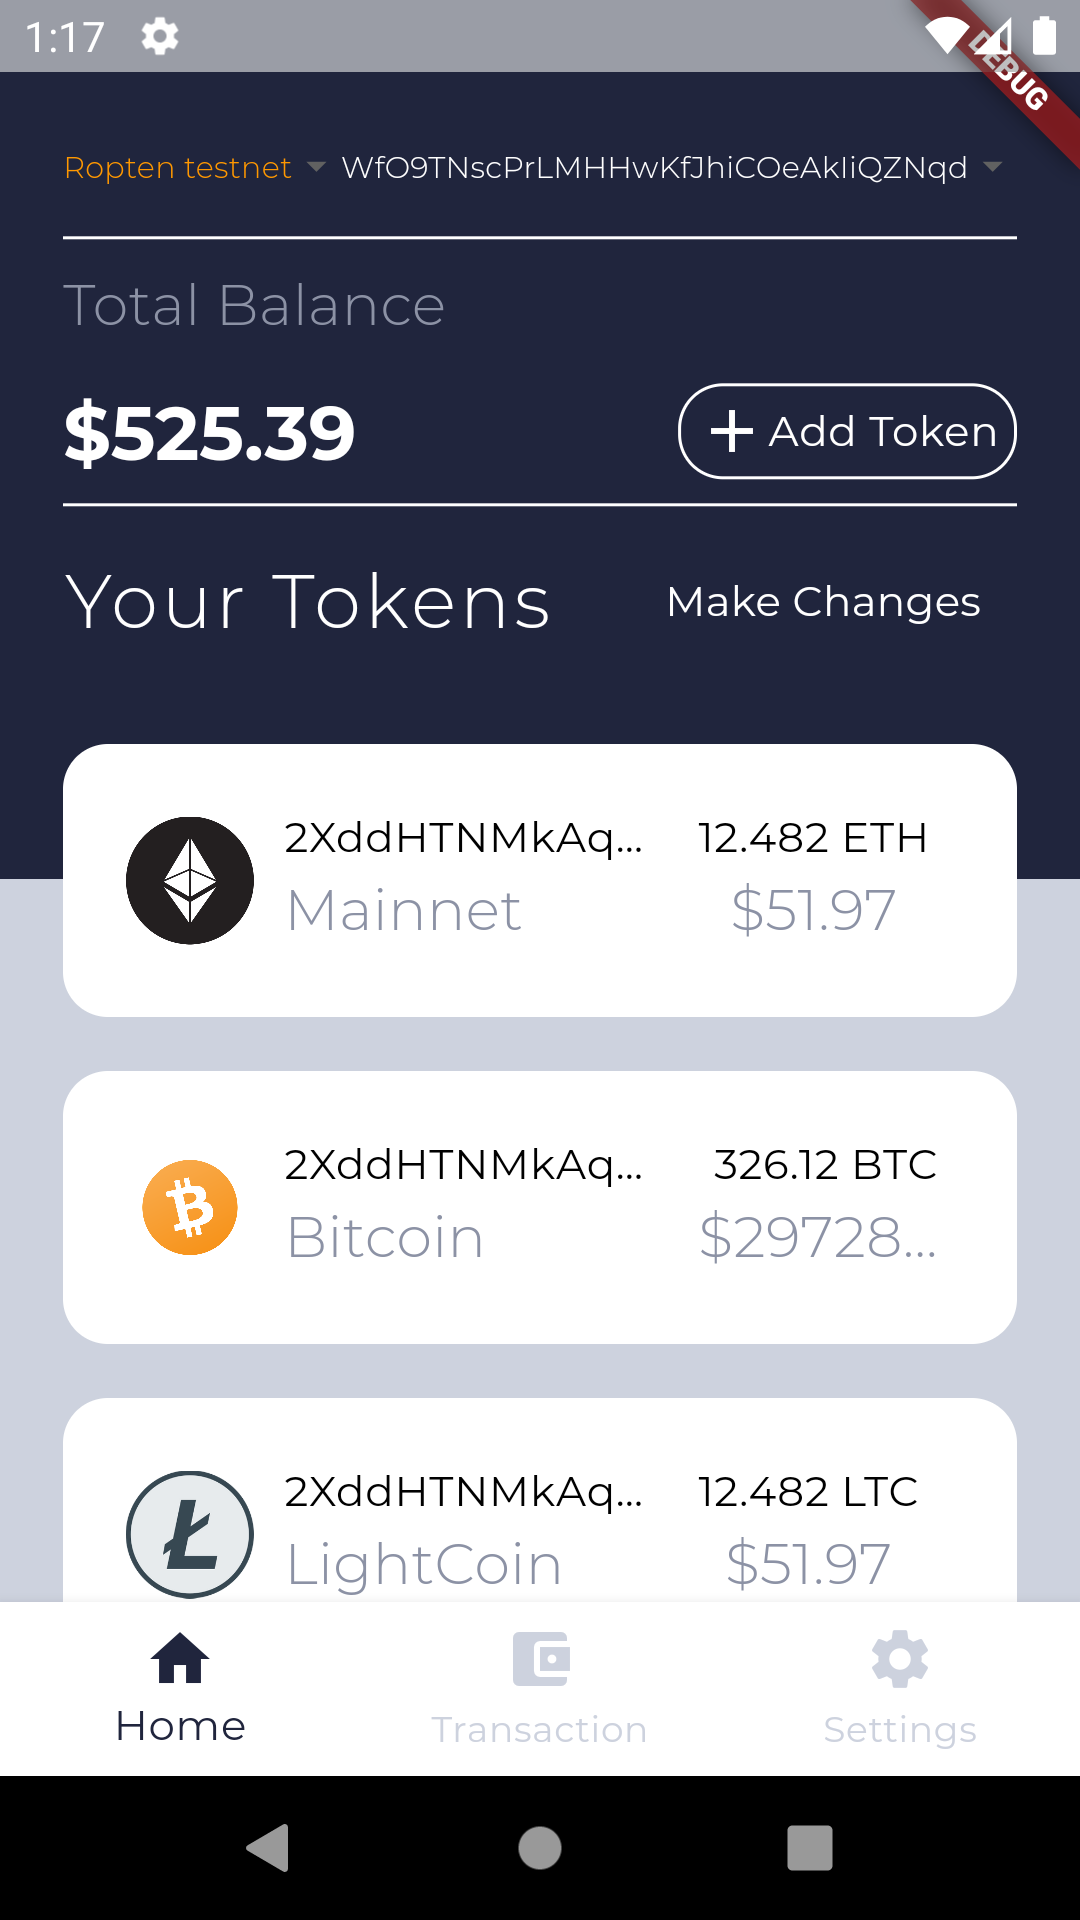 1:17
DEBUG
Ropten testnet WfO9TNscPrLMHHwKfJhiCOeAkIiQZNqd
Total Balance
$525.39
Add Token
Your Tokens
Make Changes
2XddHTNMkAq... 12.482 ETH
Mainnet $51.97
2XddHTNMkAq... 326.12 BTC
Bitcoin $29728...
2XddHTNMkAq... 12.482 LTC
LightCoin $51.97
Home Transaction Settings